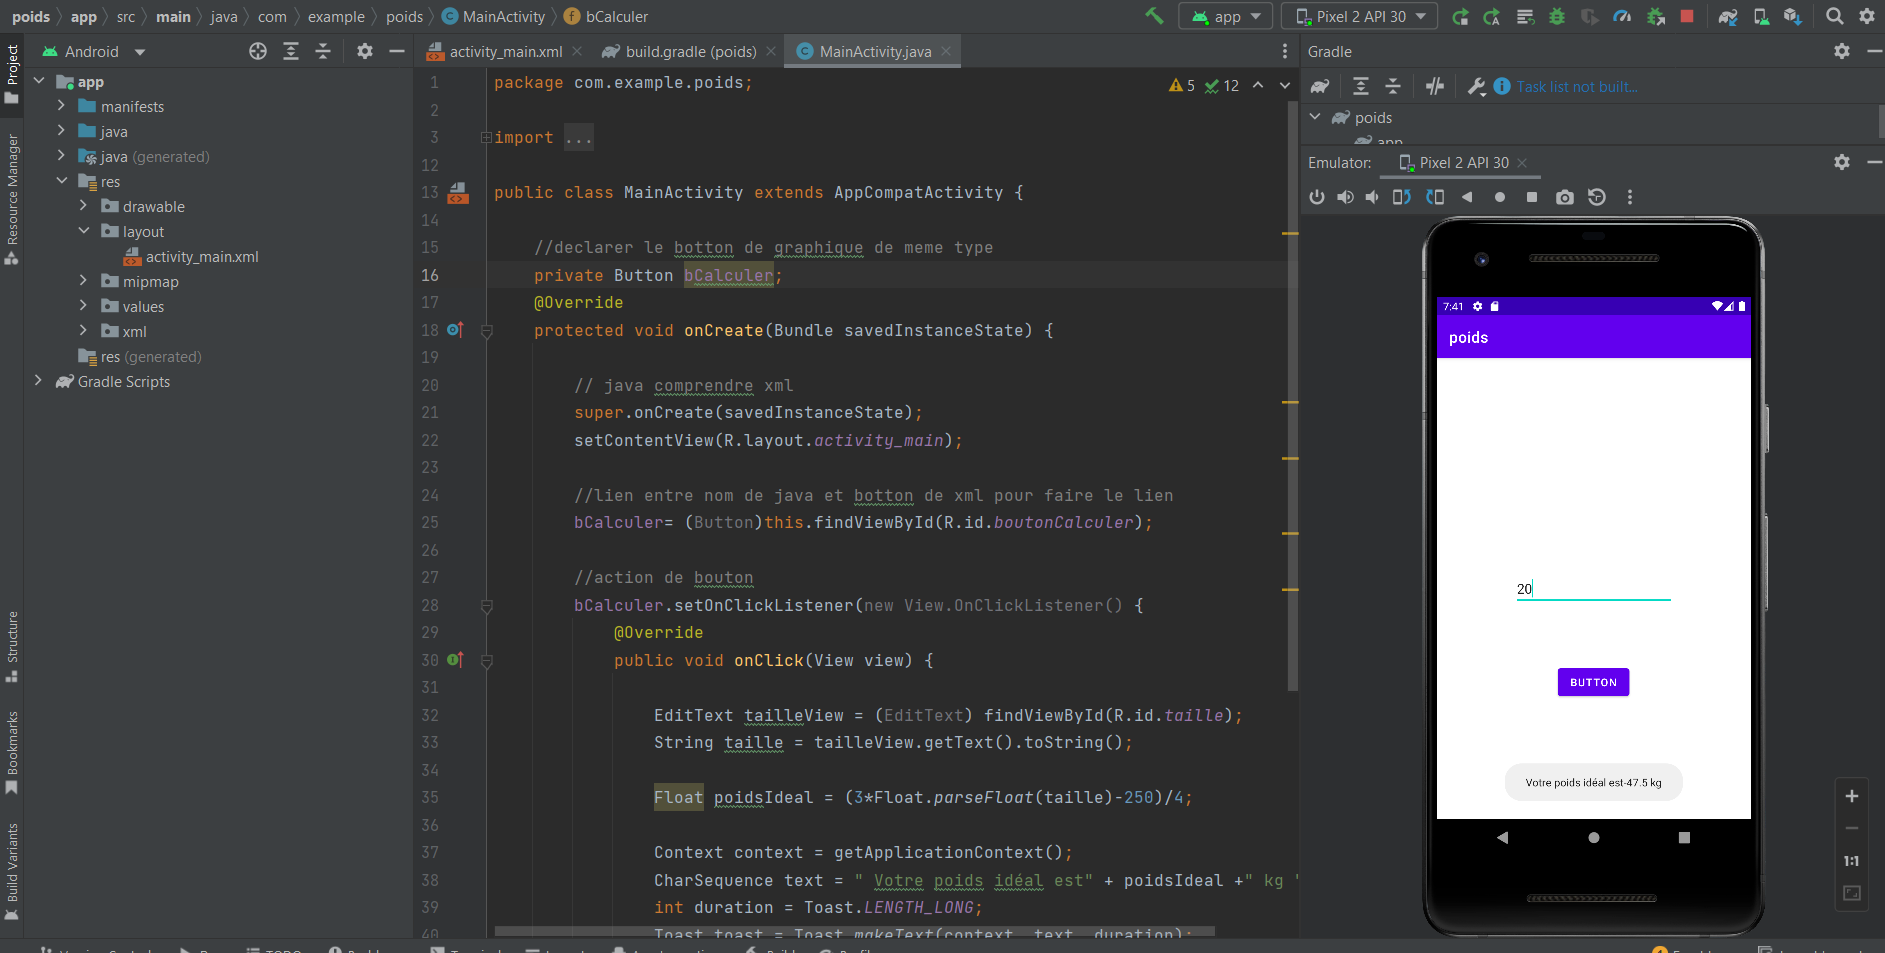 poids app src main java com example poids MainActivity bCalculer
app Pixel 2 API 30
Project
Resource Manager
Structure
Bookmarks
Build Variants
Android
app
manifests
java
java (generated)
res
drawable
layout
activity_main.xml
mipmap
values
xml
res (generated)
Gradle Scripts
activity_main.xml build.gradle (poids) MainActivity.java
5 12
1 package com.example.poids;
2
3 import ...
12
13 public class MainActivity extends AppCompatActivity {
14
15 //declarer le botton de graphique de meme type
16 private Button bCalculer;
17 @Override
18 protected void onCreate(Bundle savedInstanceState) {
19
20 // java comprendre xml
21 super.onCreate(savedInstanceState);
22 setContentView(R.layout.activity_main);
23
24 //lien entre nom de java et botton de xml pour faire le lien
25 bCalculer= (Button)this.findViewById(R.id.boutonCalculer);
26
27 //action de bouton
28 bCalculer.setOnClickListener(new View.OnClickListener() {
29 @Override
30 public void onClick(View view) {
31
32 EditText tailleView = (EditText) findViewById(R.id.taille);
33 String taille = tailleView.getText().toString();
34
35 Float poidsIdeal = (3*Float.parseFloat(taille)-250)/4;
36
37 Context context = getApplicationContext();
38 CharSequence text = " Votre poids idéal est" + poidsIdeal +" kg "
39 int duration = Toast.LENGTH_LONG;
40 Toast toast = Toast.makeText(context, text, duration);
Gradle
Task list not built...
poids
app
Emulator: Pixel 2 API 30
7:41
poids
20
BUTTON
Votre poids idéal est-47.5 kg
1:1